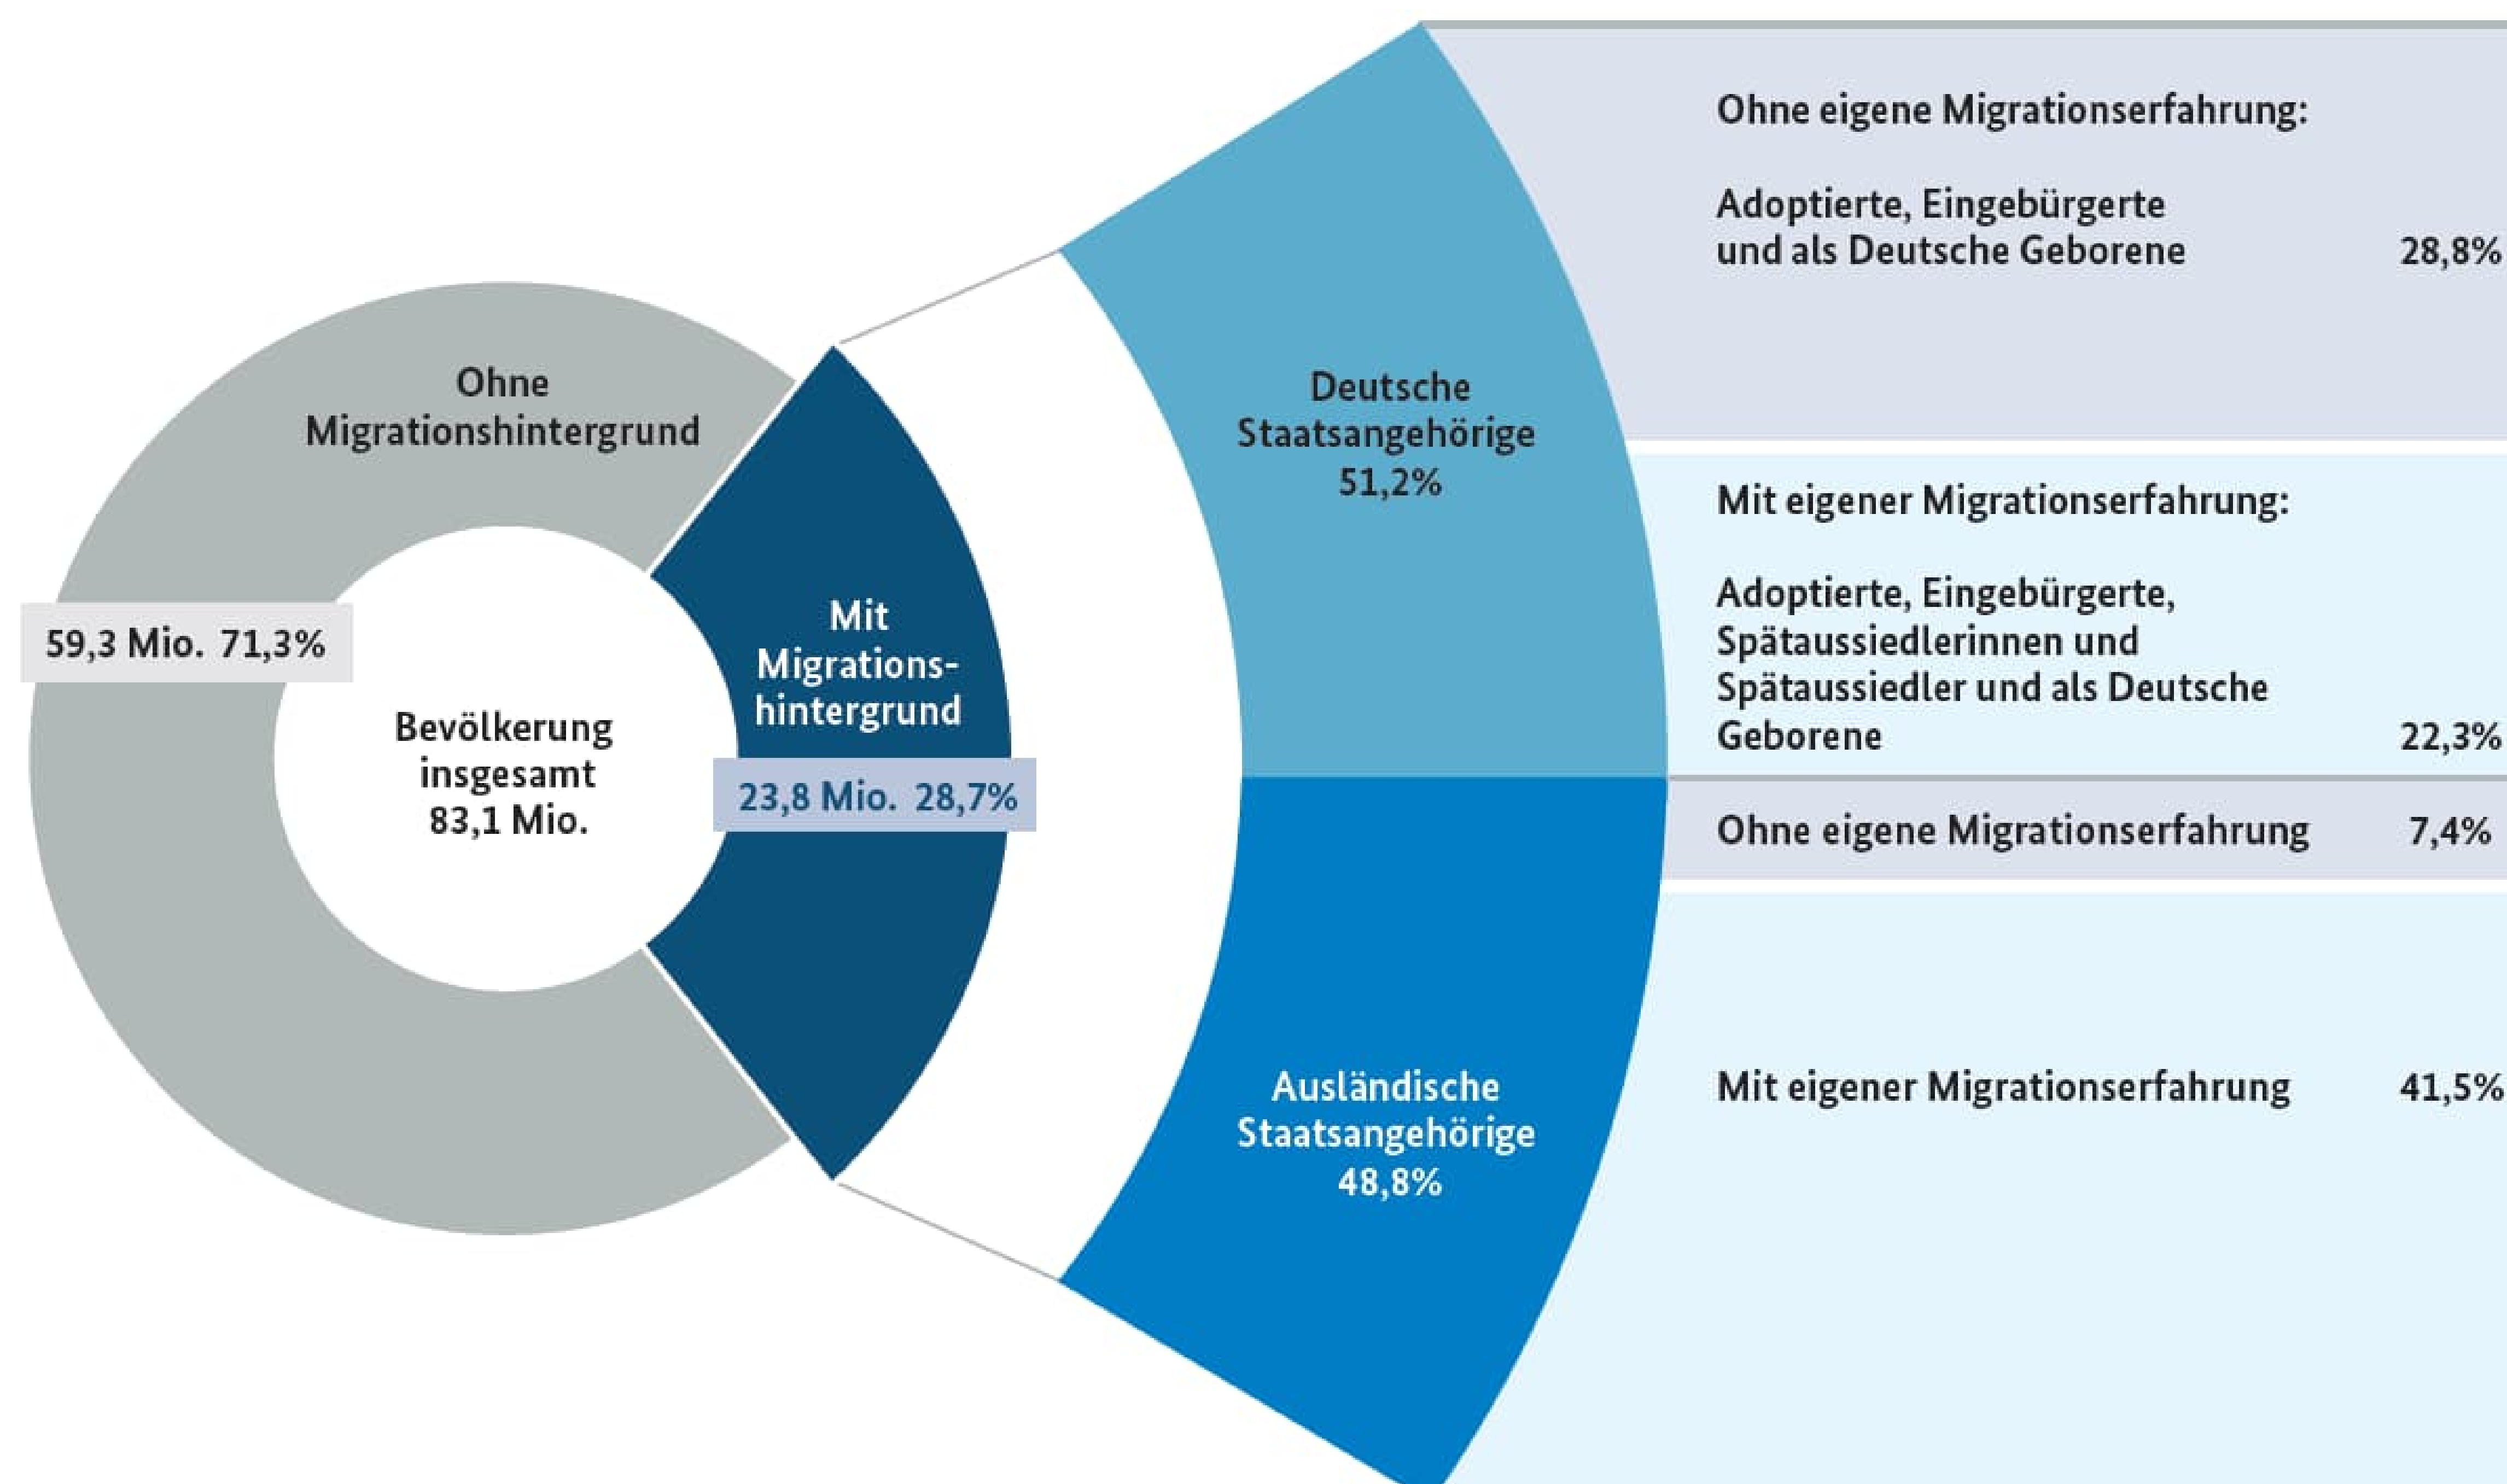 Ohne
Migrationshintergrund
59,3 Mio. 71,3%
Bevölkerung
insgesamt
83,1 Mio.
Mit
Migrations-
hintergrund
23,8 Mio. 28,7%
Deutsche
Staatsangehörige
51,2%
Ausländische
Staatsangehörige
48,8%
Ohne eigene Migrationserfahrung:
Adoptierte, Eingebürgerte
und als Deutsche Geborene 28,8%
Mit eigener Migrationserfahrung:
Adoptierte, Eingebürgerte,
Spätaussiedlerinnen und
Spätaussiedler und als Deutsche
Geborene 22,3%
Ohne eigene Migrationserfahrung 7,4%
Mit eigener Migrationserfahrung 41,5%